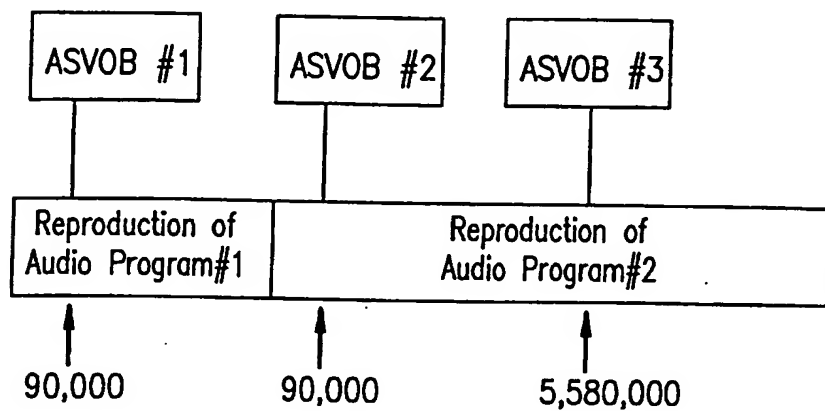 ASVOB #1
ASVOB #2
ASVOB #3
Reproduction of
Audio Program#1
Reproduction of
Audio Program#2
90,000
90,000
5,580,000